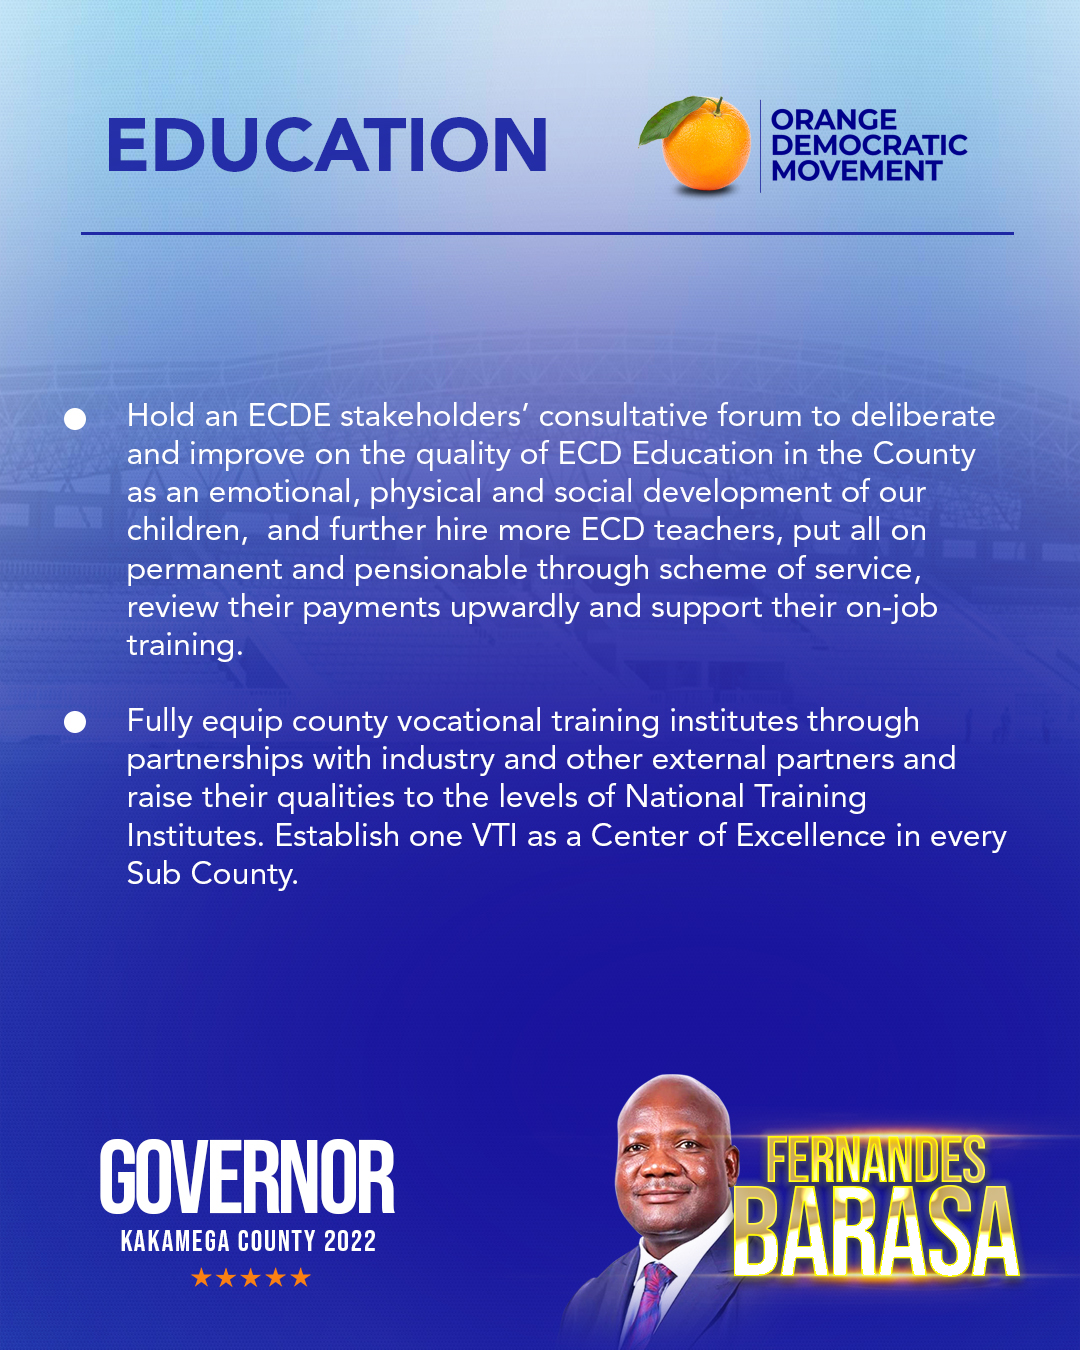 EDUCATION
ORANGE
DEMOCRATIC
MOVEMENT
Hold an ECDE stakeholders’ consultative forum to deliberate
and improve on the quality of ECD Education in the County
as an emotional, physical and social development of our
children,  and further hire more ECD teachers, put all on
permanent and pensionable through scheme of service,
review their payments upwardly and support their on-job
training.
Fully equip county vocational training institutes through
partnerships with industry and other external partners and
raise their qualities to the levels of National Training
Institutes. Establish one VTI as a Center of Excellence in every
Sub County.
GOVERNOR
KAKAMEGA COUNTY 2022
FERNANDES
BARASA